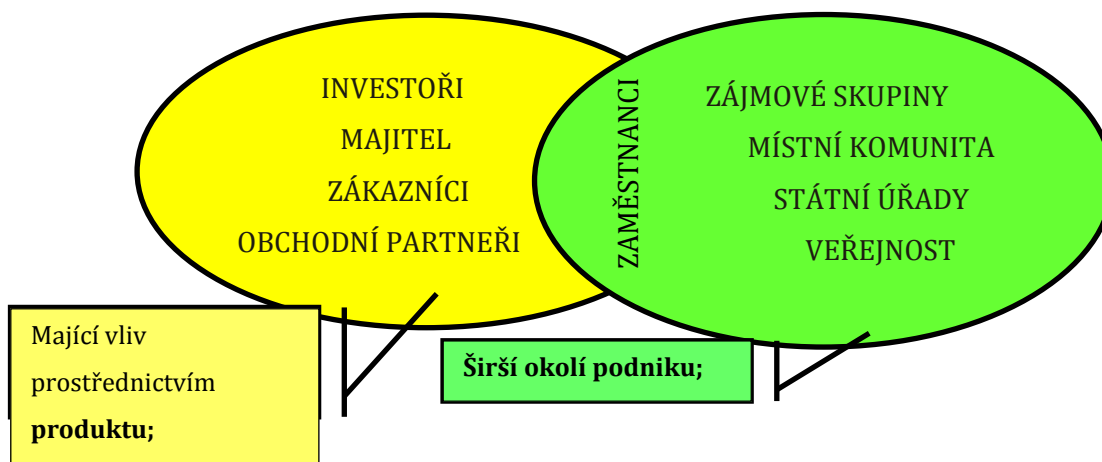 INVESTOŘI
MAJITEL
ZÁKAZNÍCI
OBCHODNÍ PARTNEŘI
ZAMĚSTNANCI
ZÁJMOVÉ SKUPINY
MÍSTNÍ KOMUNITA
STÁTNÍ ÚŘADY
VEŘEJNOST
Mající vliv
prostřednictvím
produktu;
Širší okolí podniku;